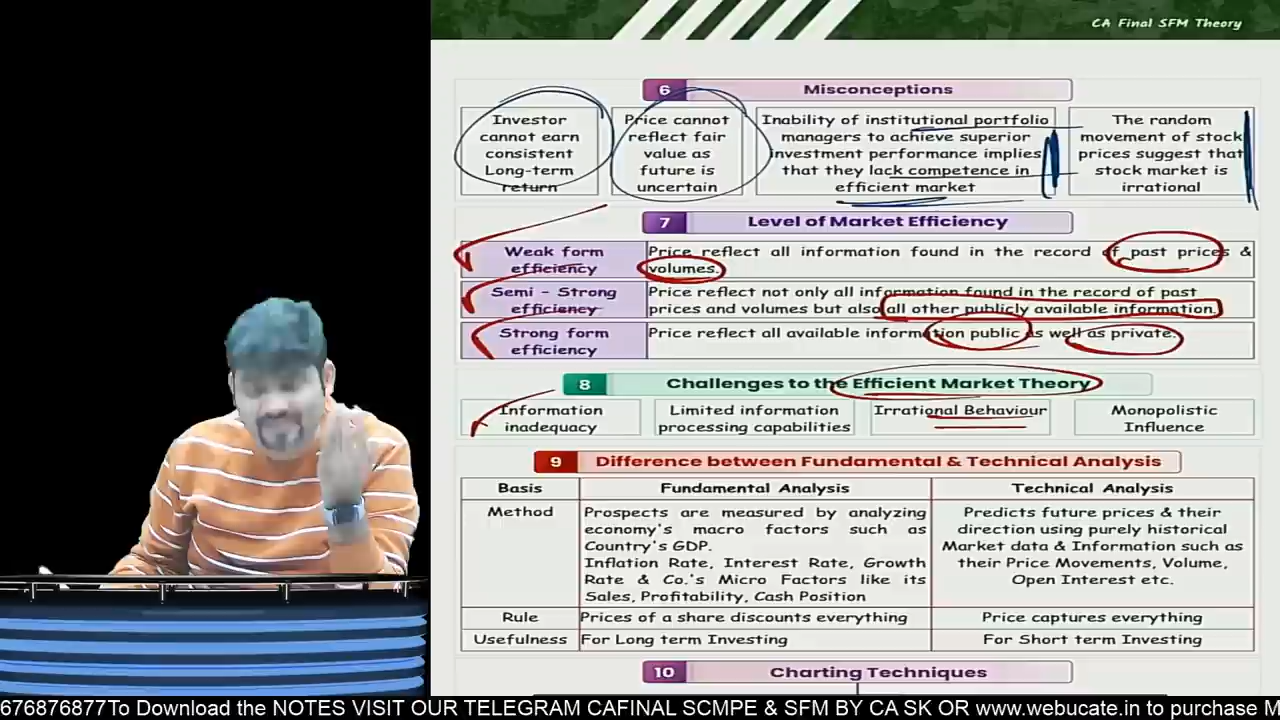 CA Final SFM Theory
6 Misconceptions
Investor
cannot earn
consistent
Long-term
return
Price cannot
reflect fair
value as
future is
uncertain
Inability of institutional portfolio
managers to achieve superior
investment performance implies
that they lack competence in
efficient market
The random
movement of stock
prices suggest that
stock market is
irrational
7 Level of Market Efficiency
Weak form
efficiency
Price reflect all information found in the record of past prices &
volumes.
Semi - Strong
efficiency
Price reflect not only all information found in the record of past
prices and volumes but also all other publicly available information.
Strong form
efficiency
Price reflect all available information public as well as private.
8 Challenges to the Efficient Market Theory
Information
inadequacy
Limited information
processing capabilities
Irrational Behaviour
Monopolistic
Influence
9 Difference between Fundamental & Technical Analysis
Basis Fundamental Analysis Technical Analysis
Method
Prospects are measured by analyzing
economy's macro factors such as
Country's GDP.
Inflation Rate, Interest Rate, Growth
Rate & Co.'s Micro Factors like its
Sales, Profitability, Cash Position
Predicts future prices & their
direction using purely historical
Market data & Information such as
their Price Movements, Volume,
Open Interest etc.
Rule Prices of a share discounts everything Price captures everything
Usefulness For Long term Investing For Short term Investing
10 Charting Techniques
676876877To Download the NOTES VISIT OUR TELEGRAM CAFINAL SCMPE & SFM BY CA SK OR www.webucate.in to purchase M